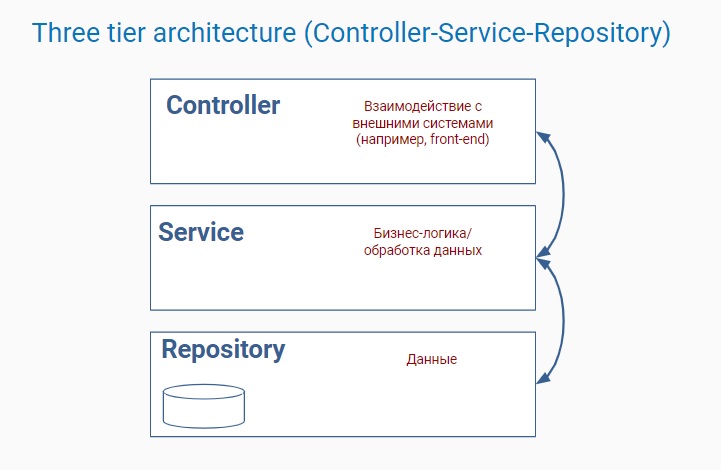 Three tier architecture (Controller-Service-Repository)
Controller
Взаимодействие с
внешними системами
(например, front-end)
Service
Бизнес-логика/
обработка данных
Repository
Данные